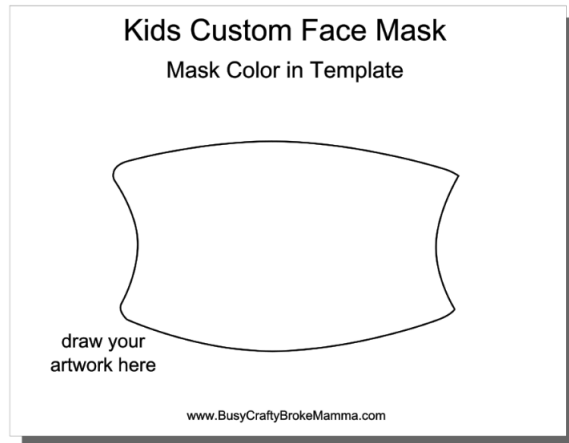 Kids Custom Face Mask
Mask Color in Template
draw your
artwork here
www.BusyCraftyBrokeMamma.com